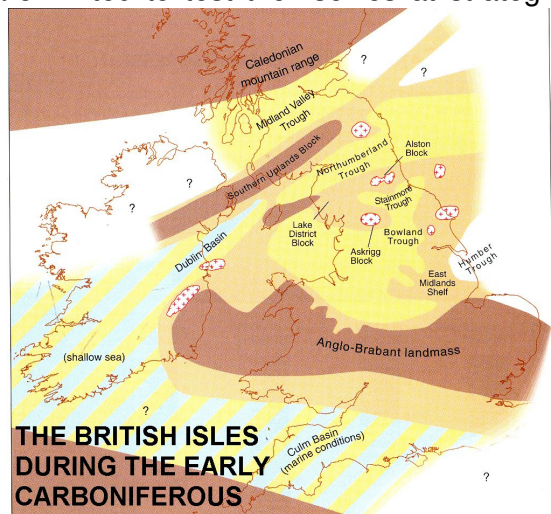 Caledonian
mountain range
?
?
Midland Valley
Trough
Alston
Block
Southern Uplands Block
Northumberland
Trough
?
?
Stainmore
Trough
Lake
District
Block
Askrigg
Block
Bowland
Trough
Dublin Basin
Humber
Trough
East
Midlands
Shelf
Anglo-Brabant landmass
(shallow sea)
?
Culm Basin
(marine conditions)
?
THE BRITISH ISLES
DURING THE EARLY
CARBONIFEROUS